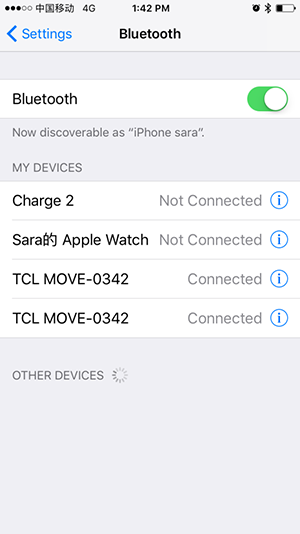 中国移动 4G 1:42 PM
Settings Bluetooth
Bluetooth
Now discoverable as “iPhone sara”.
MY DEVICES
Charge 2 Not Connected
Sara的 Apple Watch Not Connected
TCL MOVE-0342 Connected
TCL MOVE-0342 Connected
OTHER DEVICES